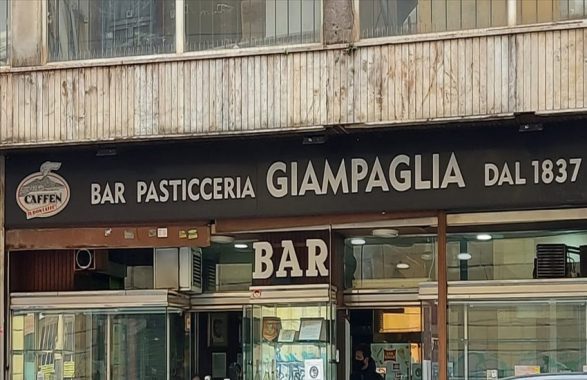 CAFFEN
BAR PASTICCERIA GIAMPAGLIA DAL 1837
BAR